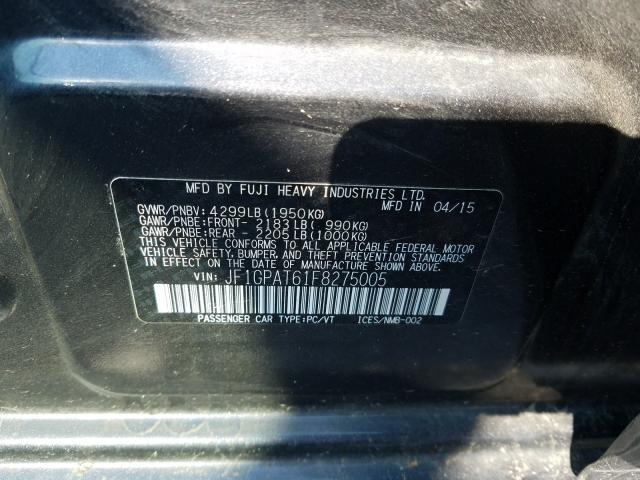 MFD BY FUJI HEAVY INDUSTRIES LTD.
GVWR/PNBV: 4299LB(1950KG) MFD IN 04/15
GAWR/PNBE:FRONT- 2183LB( 990KG)
GAWR/PNBE:REAR - 2205LB(1000KG)
THIS VEHICLE CONFORMS TO ALL APPLICABLE FEDERAL MOTOR
VEHICLE SAFETY, BUMPER, AND THEFT PREVENTION STANDARDS
IN EFFECT ON THE DATE OF MANUFACTURE SHOWN ABOVE.
VIN: JF1GPAT61F8275005
PASSENGER CAR TYPE:PC/VT ICES/NMB-002